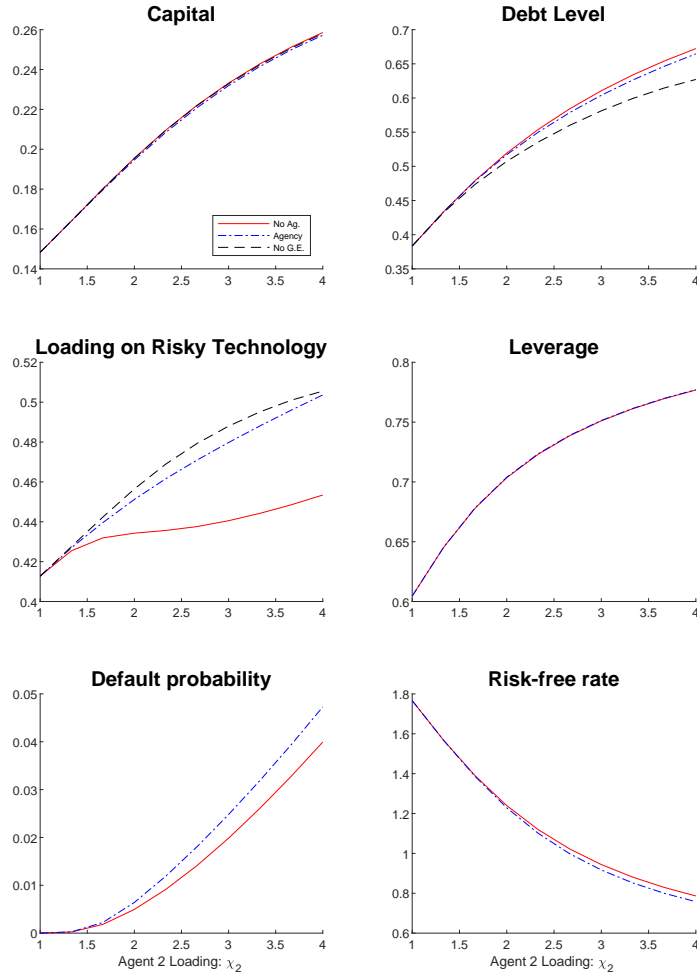 Capital
0.26
0.24
0.22
0.2
0.18
0.16
0.14
1 1.5 2 2.5 3 3.5 4
No Ag.
Agency
No G.E.
Debt Level
0.7
0.65
0.6
0.55
0.5
0.45
0.4
0.35
1 1.5 2 2.5 3 3.5 4
Loading on Risky Technology
0.52
0.5
0.48
0.46
0.44
0.42
0.4
1 1.5 2 2.5 3 3.5 4
Leverage
0.8
0.75
0.7
0.65
0.6
1 1.5 2 2.5 3 3.5 4
Default probability
0.05
0.04
0.03
0.02
0.01
0
1 1.5 2 2.5 3 3.5 4
Agent 2 Loading: χ₂
Risk-free rate
1.8
1.6
1.4
1.2
1
0.8
0.6
1 1.5 2 2.5 3 3.5 4
Agent 2 Loading: χ₂